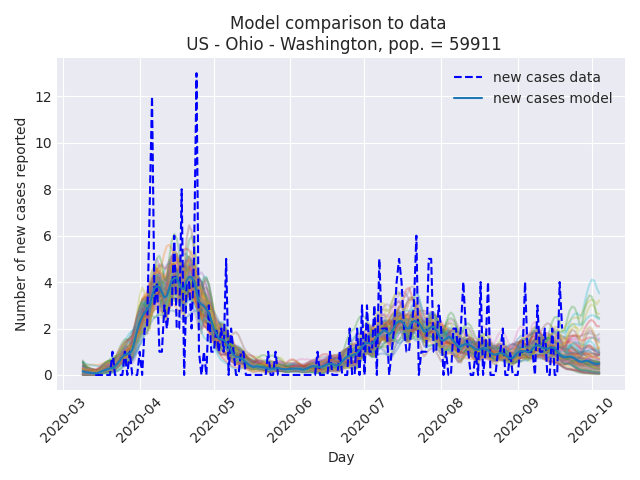 Model comparison to data
US - Ohio - Washington, pop. = 59911
new cases data
new cases model
Number of new cases reported
12
10
8
6
4
2
0
2020-03
2020-04
2020-05
2020-06
2020-07
2020-08
2020-09
2020-10
Day